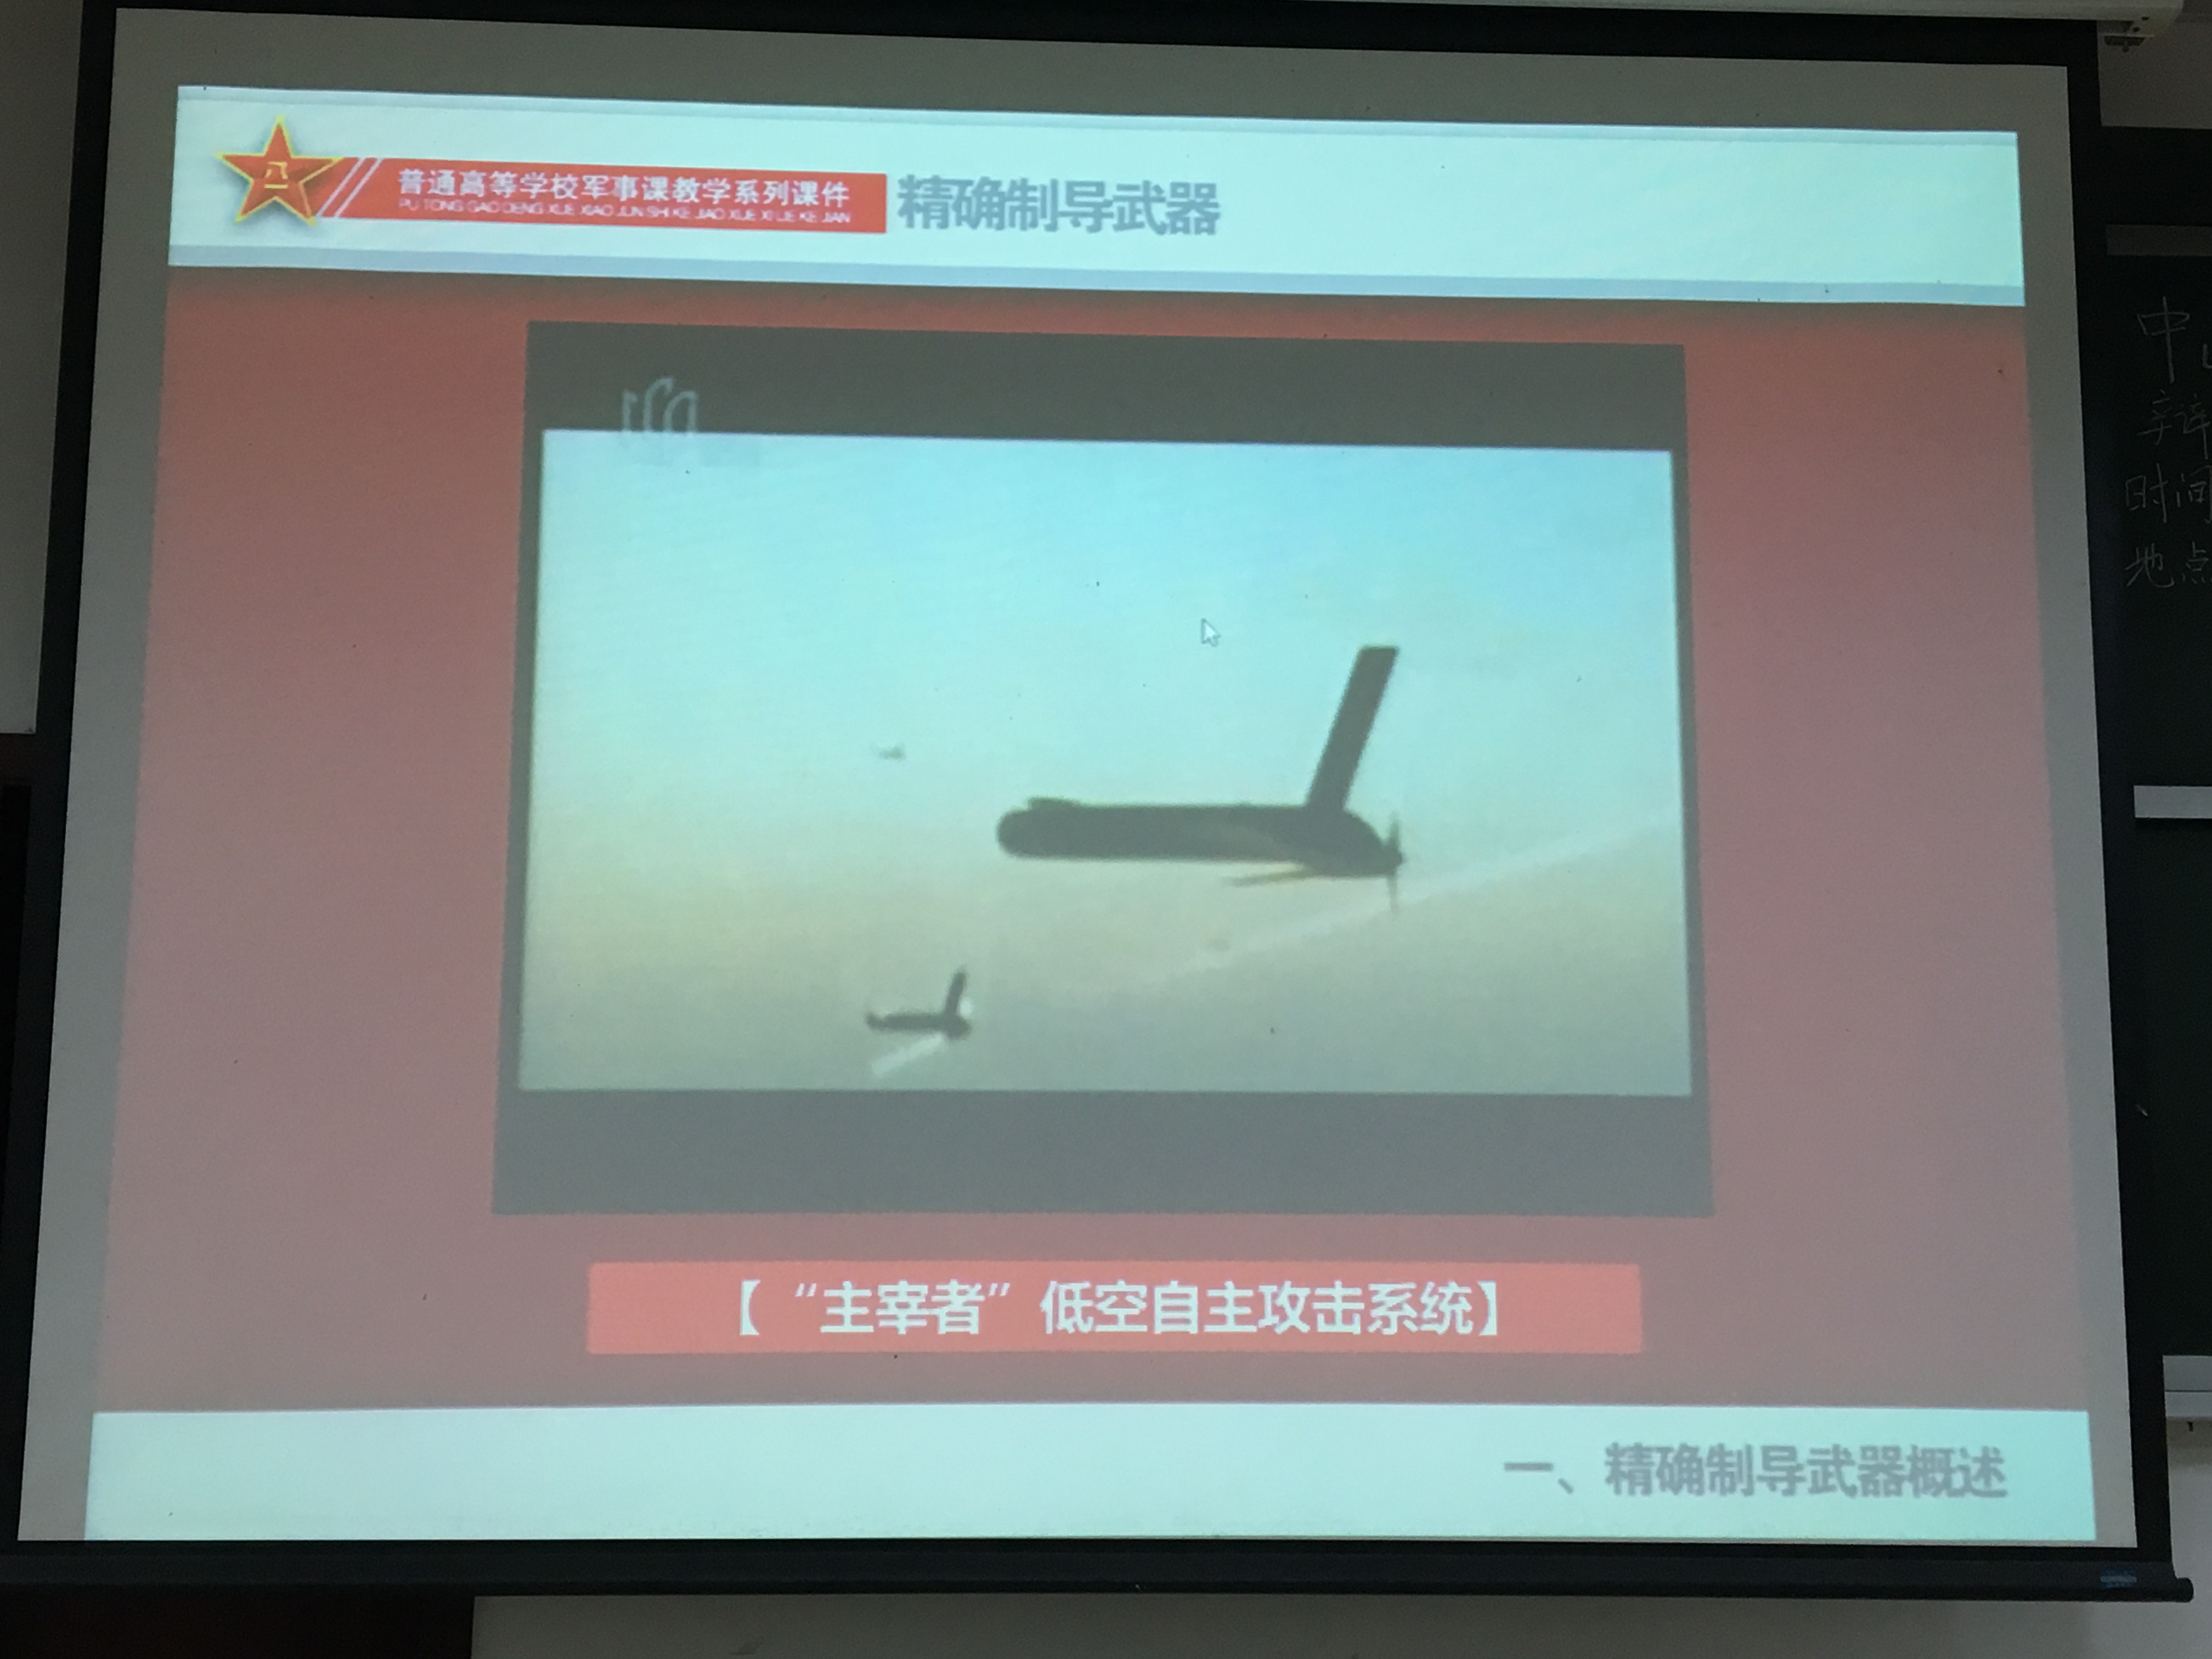 八一
普通高等学校军事课教学系列课件
PU TONG GAO DENG XUE XIAO JUN SHI KE JIAO XUE XI LIE KE JIAN
精确制导武器
【“主宰者”低空自主攻击系统】
一、精确制导武器概述
中山
辩
时间
地点